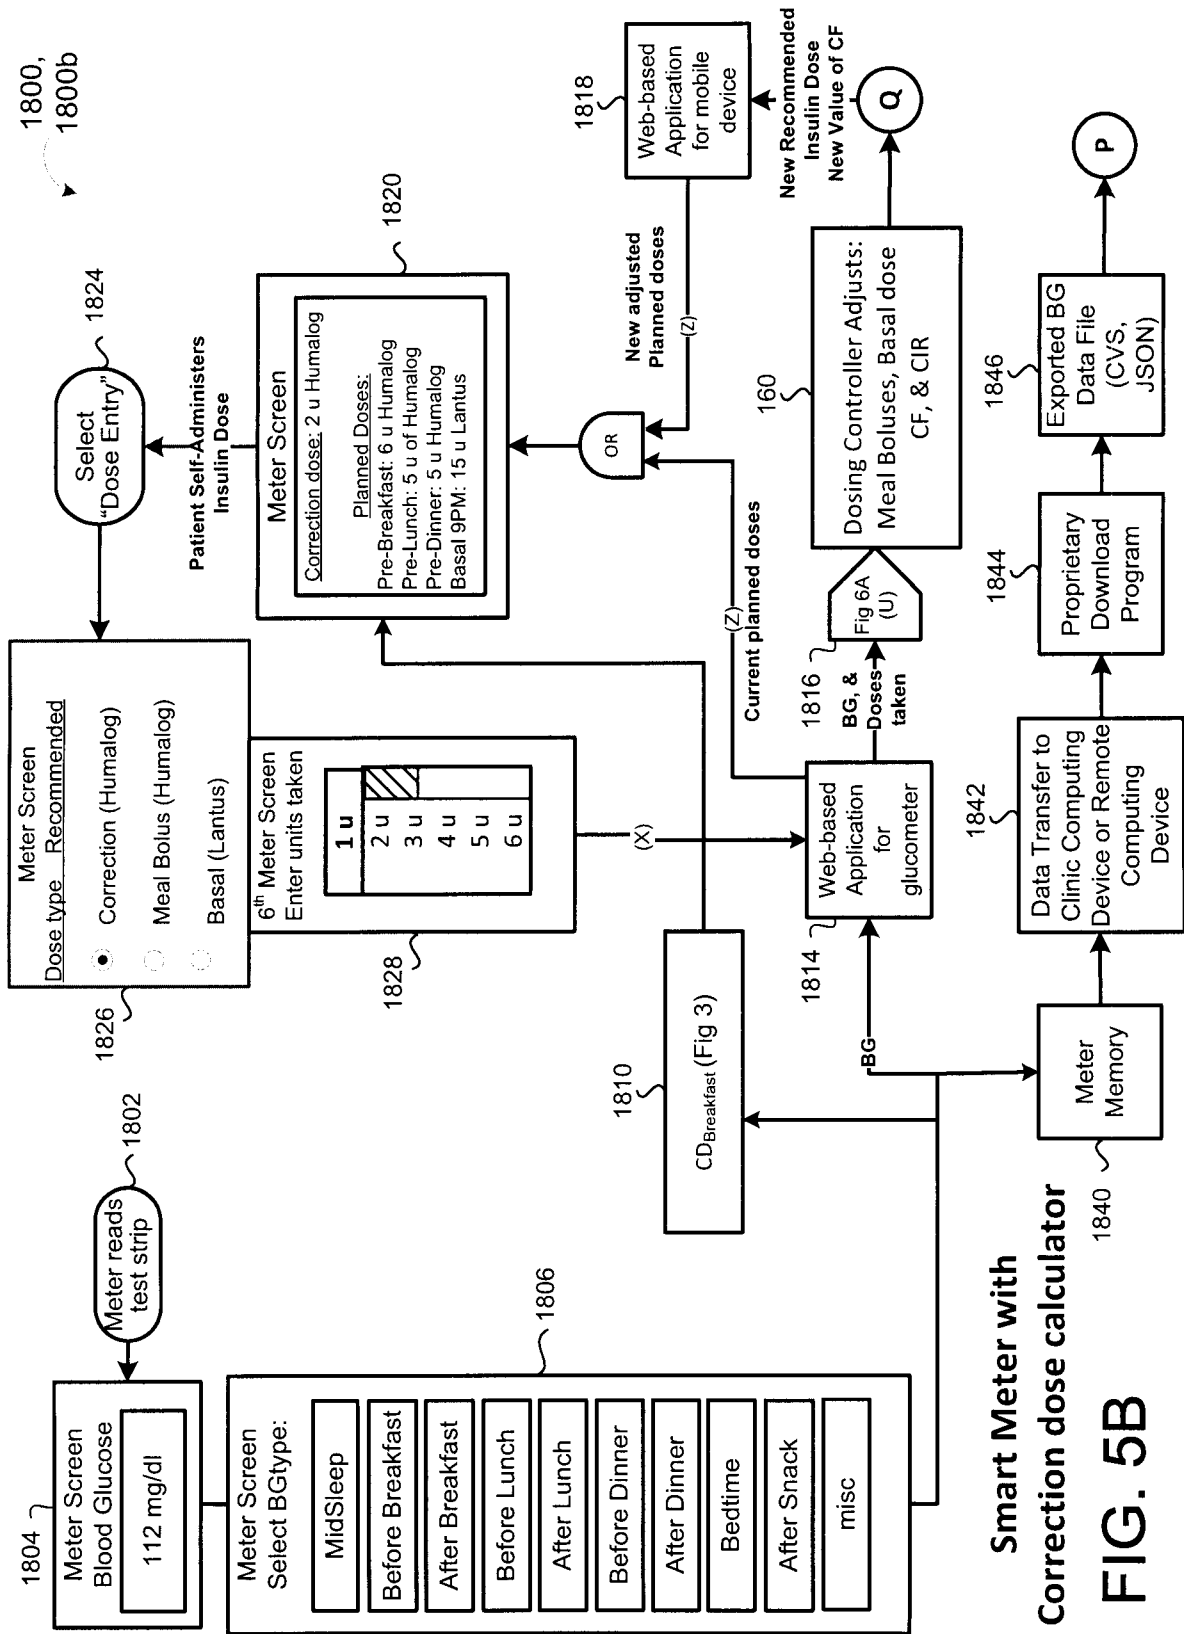 1800,
1800b
1804
Meter Screen
Blood Glucose
112 mg/dl
1802
Meter reads
test strip
1806
Meter Screen
Select BGtype:
MidSleep
Before Breakfast
After Breakfast
Before Lunch
After Lunch
Before Dinner
After Dinner
Bedtime
After Snack
misc
1826
Meter Screen
Dose type Recommended
Correction (Humalog)
Meal Bolus (Humalog)
Basal (Lantus)
1828
6th Meter Screen
Enter units taken
1 u
2 u
3 u
4 u
5 u
6 u
(X)
1824
Select
“Dose Entry”
Patient Self-Administers
Insulin Dose
1820
Meter Screen
Correction dose: 2 u Humalog
Planned Doses:
Pre-Breakfast: 6 u Humalog
Pre-Lunch: 5 u of Humalog
Pre-Dinner: 5 u Humalog
Basal 9PM: 15 u Lantus
OR
New adjusted
Planned doses
(Z)
1818
Web-based
Application
for mobile
device
New Recommended
Insulin Dose
New Value of CF
Q
1810
CDBreakfast (Fig 3)
(Z)
Current planned doses
BG
1814
Web-based
Application
for
glucometer
BG, &
Doses
taken
1816
Fig 6A
(U)
160
Dosing Controller Adjusts:
Meal Boluses, Basal dose
CF, & CIR
1840
Meter
Memory
1842
Data Transfer to
Clinic Computing
Device or Remote
Computing
Device
1844
Proprietary
Download
Program
1846
Exported BG
Data File
(CVS,
JSON)
P
Smart Meter with
Correction dose calculator
FIG. 5B